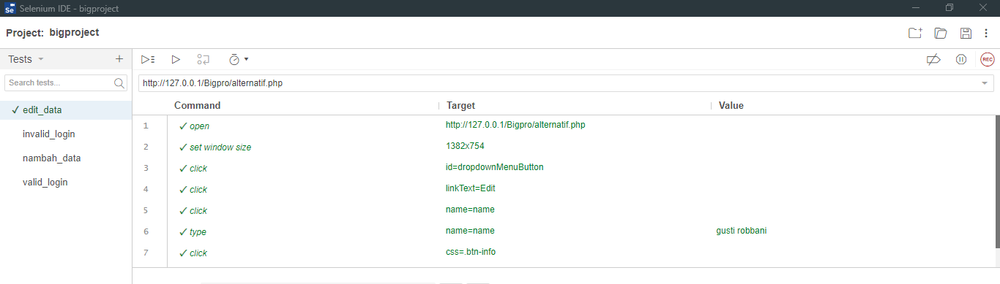 Se Selenium IDE - bigproject
Project: bigproject
Tests
Search tests...
✓ edit_data
invalid_login
nambah_data
valid_login
REC
http://127.0.0.1/Bigpro/alternatif.php
Command Target Value
1 ✓ open http://127.0.0.1/Bigpro/alternatif.php
2 ✓ set window size 1382x754
3 ✓ click id=dropdownMenuButton
4 ✓ click linkText=Edit
5 ✓ click name=name
6 ✓ type name=name gusti robbani
7 ✓ click css=.btn-info